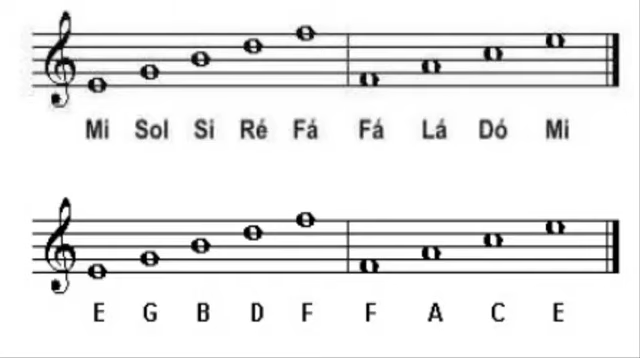 Mi Sol Si Ré Fá Fá Lá Dó Mi
E G B D F F A C E